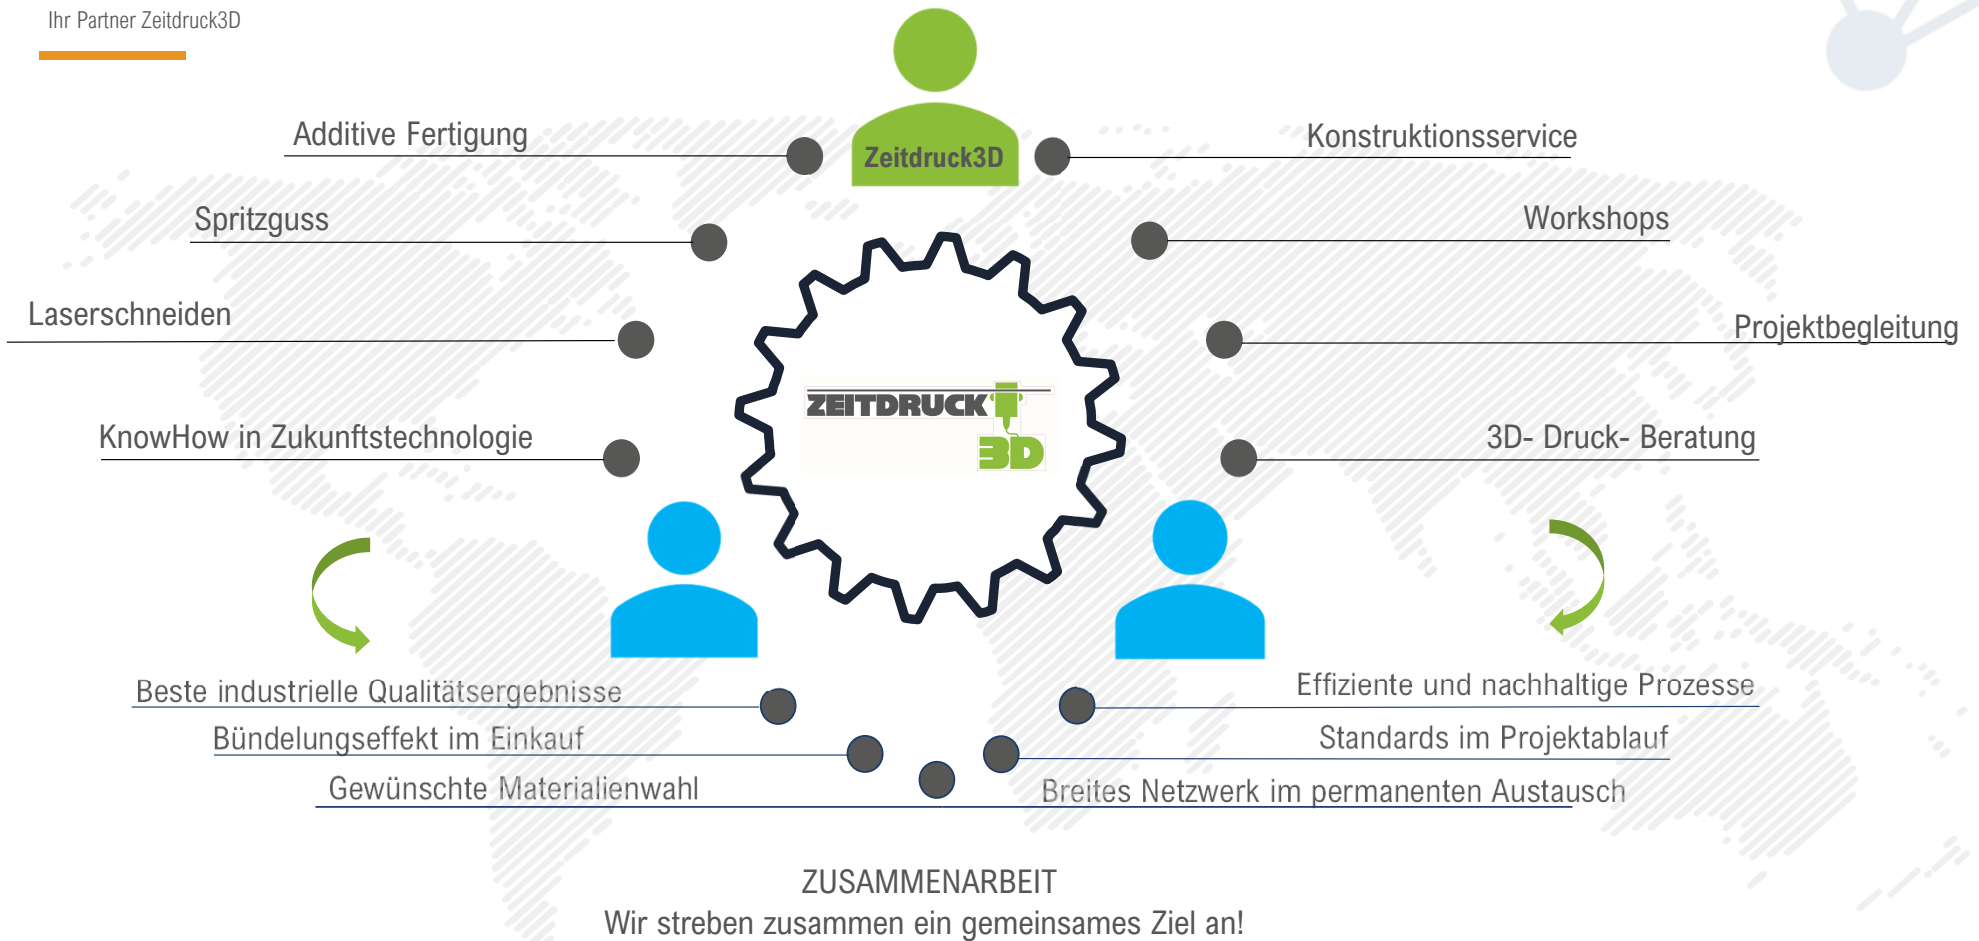 Ihr Partner Zeitdruck3D
Zeitdruck3D
Additive Fertigung
Konstruktionsservice
Spritzguss
Workshops
Laserschneiden
Projektbegleitung
ZEITDRUCK
3D
KnowHow in Zukunftstechnologie
3D- Druck- Beratung
Beste industrielle Qualitätsergebnisse
Effiziente und nachhaltige Prozesse
Bündelungseffekt im Einkauf
Standards im Projektablauf
Gewünschte Materialienwahl
Breites Netzwerk im permanenten Austausch
ZUSAMMENARBEIT
Wir streben zusammen ein gemeinsames Ziel an!